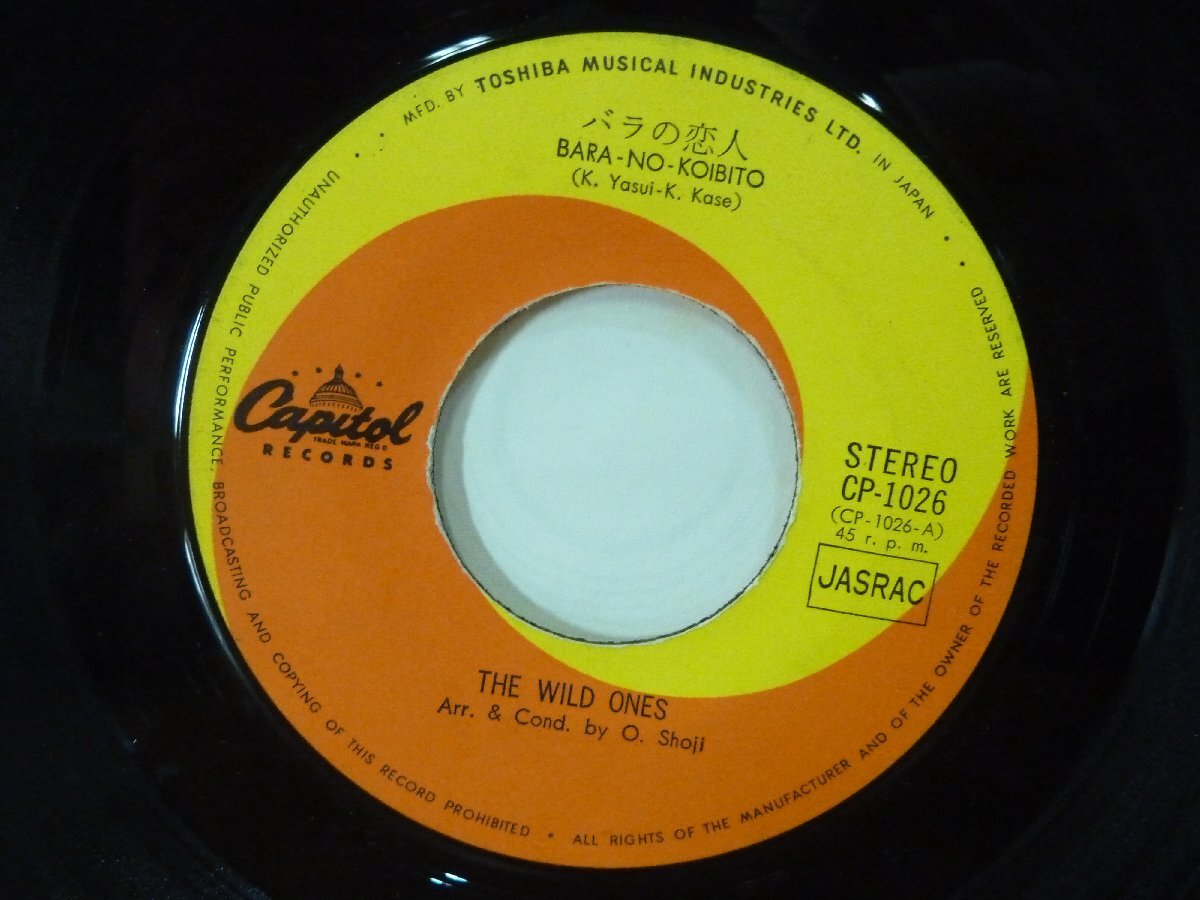 MFD. BY TOSHIBA MUSICAL INDUSTRIES LTD. IN JAPAN
バラの恋人
BARA-NO-KOIBITO
(K. Yasui-K. Kase)
Capitol
TRADE MARK REG'D
RECORDS
STEREO
CP-1026
(CP-1026-A)
45 r. p. m.
JASRAC
THE WILD ONES
Arr. & Cond. by O. Shoji
UNAUTHORIZED PUBLIC PERFORMANCE, BROADCASTING AND COPYING OF THIS RECORD PROHIBITED • ALL RIGHTS OF THE MANUFACTURER AND OF THE OWNER OF THE RECORDED WORK ARE RESERVED